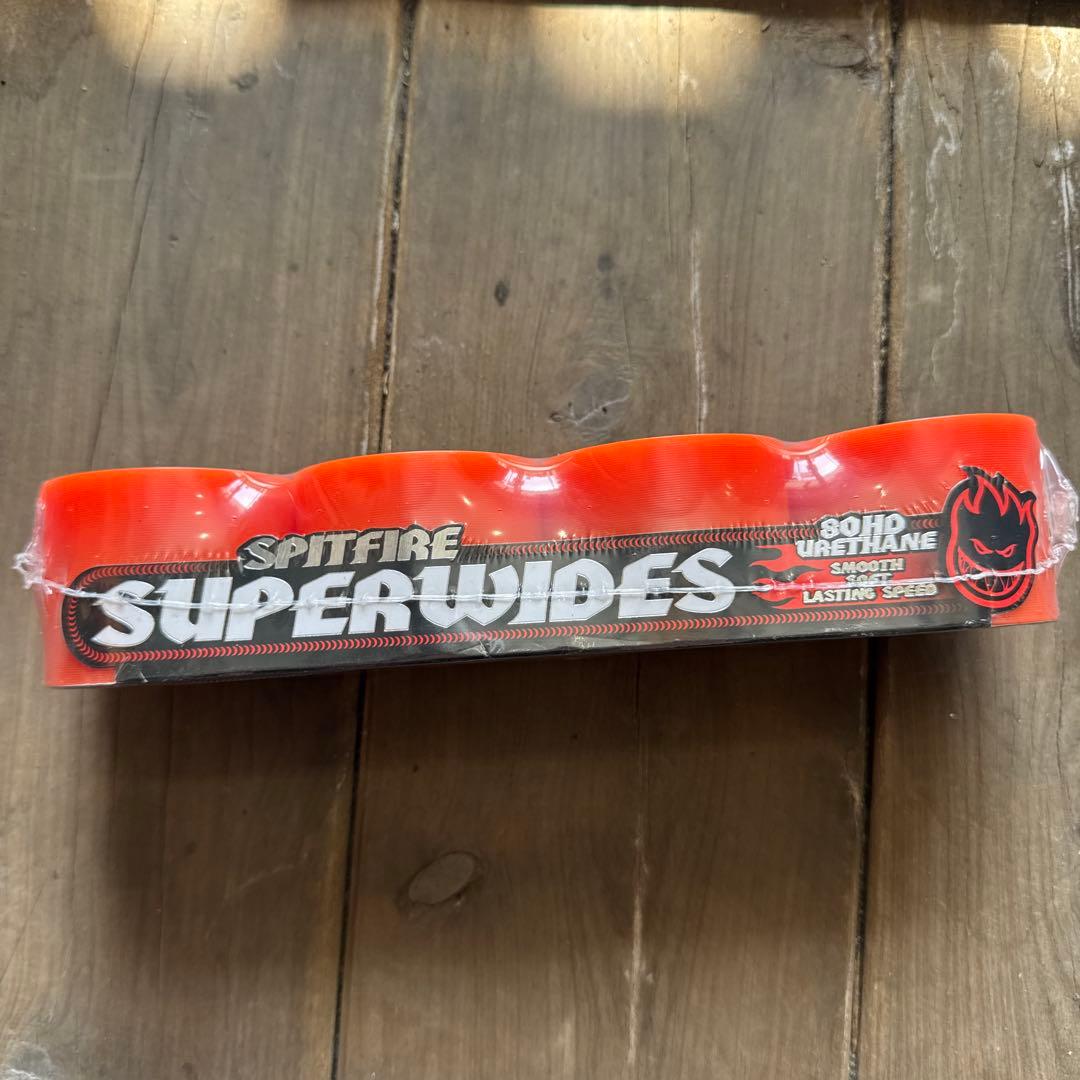 SPITFIRE
SUPERWIDES
80HD
URETHANE
SMOOTH
SOFT
LASTING SPEED